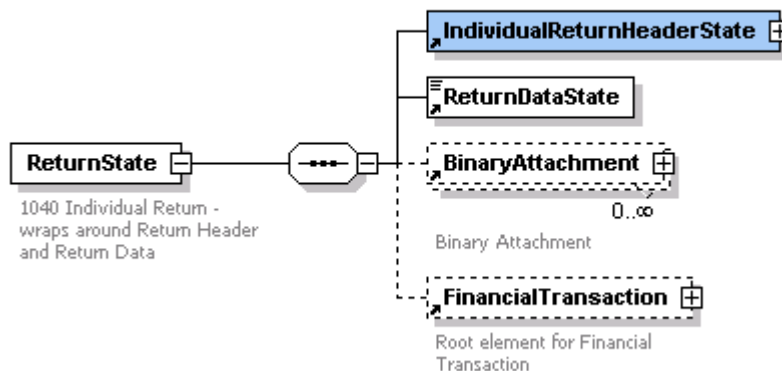 IndividualReturnHeaderState
ReturnDataState
ReturnState
BinaryAttachment
0..∞
1040 Individual Return -
wraps around Return Header
and Return Data
Binary Attachment
FinancialTransaction
Root element for Financial
Transaction